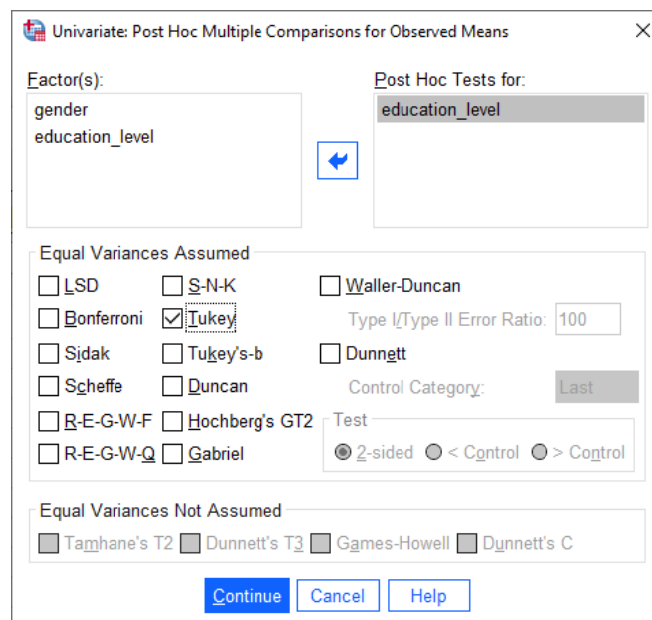 Univariate: Post Hoc Multiple Comparisons for Observed Means
Factor(s):
gender
education_level
Post Hoc Tests for:
education_level
Equal Variances Assumed
LSD S-N-K Waller-Duncan
Bonferroni Tukey Type I/Type II Error Ratio: 100
Sidak Tukey's-b Dunnett
Scheffe Duncan Control Category: Last
R-E-G-W-F Hochberg's GT2 Test
R-E-G-W-Q Gabriel 2-sided < Control > Control
Equal Variances Not Assumed
Tamhane's T2 Dunnett's T3 Games-Howell Dunnett's C
Continue Cancel Help